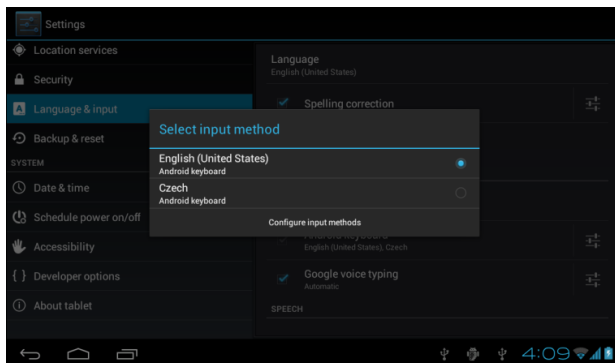 Settings
Location services
Security
Language & input
Backup & reset
SYSTEM
Date & time
Schedule power on/off
Accessibility
{ } Developer options
About tablet
Language
English (United States)
Spelling correction
Select input method
English (United States)
Android keyboard
Czech
Android keyboard
Configure input methods
Android keyboard
English (United States), Czech
Google voice typing
Automatic
SPEECH
4:09